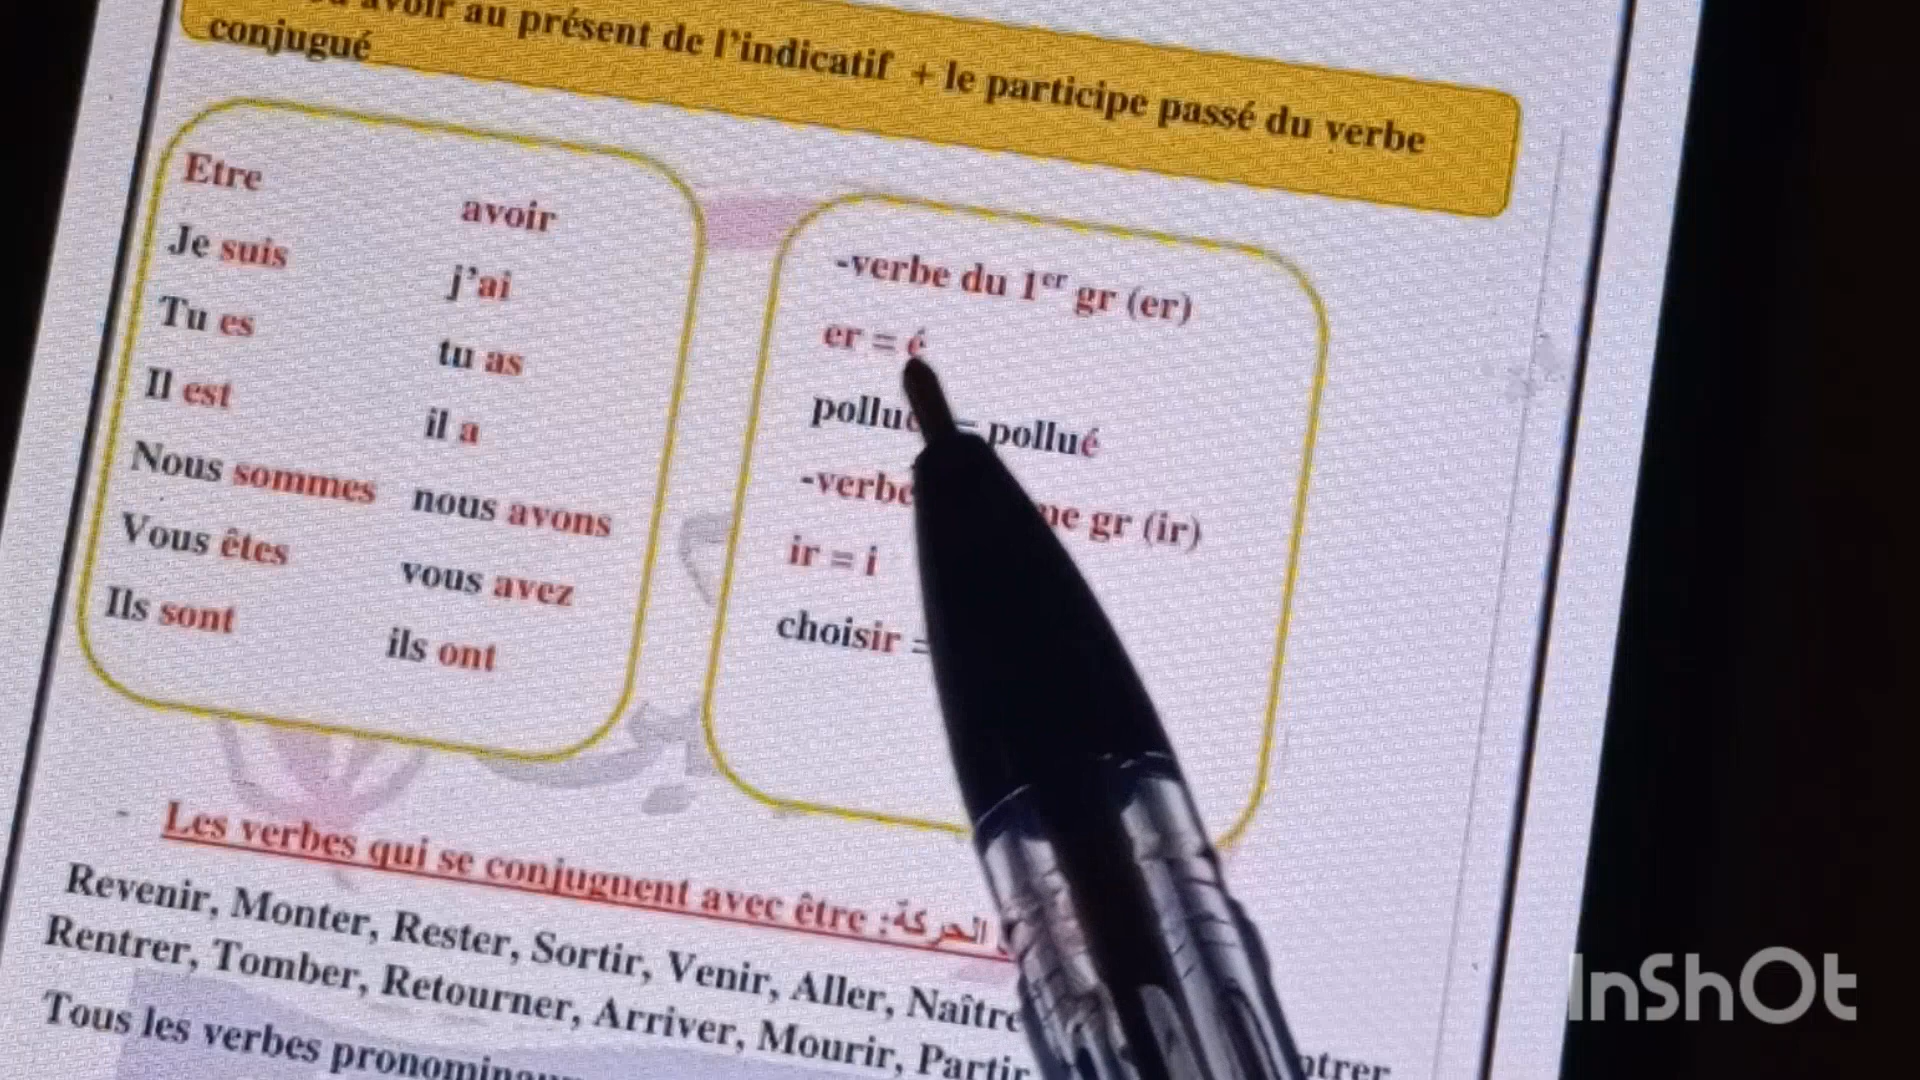 avoir au présent de l'indicatif + le participe passé du verbe
conjugué
Etre
Je suis
Tu es
Il est
Nous sommes
Vous êtes
Ils sont
avoir
j'ai
tu as
il a
nous avons
vous avez
ils ont
-verbe du 1er gr (er)
er = é
= pollué
gr (ir)
ir = i
choisir =
- Les verbes qui se conjuguent avec être : الحركة
Revenir, Monter, Rester, Sortir, Venir, Aller, Naître
Rentrer, Tomber, Retourner, Arriver, Mourir, Partir
Tous les verbes
InShOt